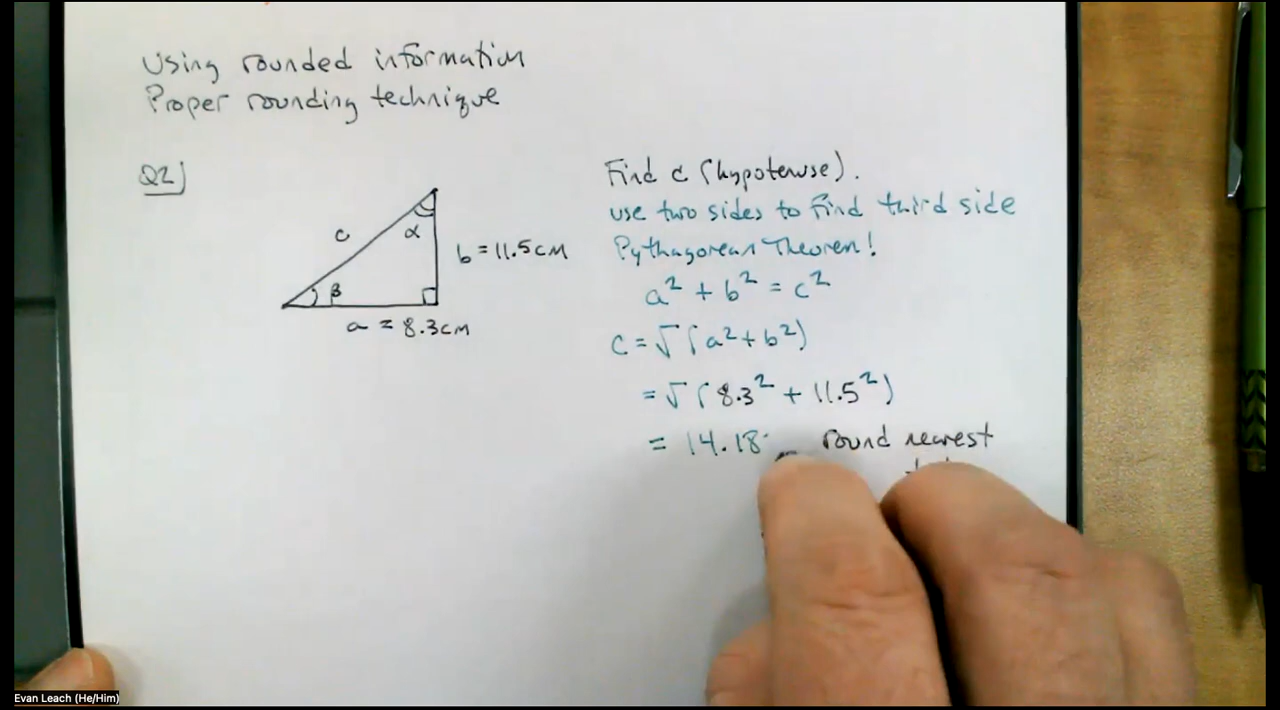 Using rounded information
Proper rounding technique
Q2)
c
α
b = 11.5cm
β
a = 8.3cm
Find c (hypotenuse).
use two sides to find third side
Pythagorean Theorem!
a² + b² = c²
c = √(a² + b²)
= √(8.3² + 11.5²)
= 14.18
round nearest
Evan Leach (He/Him)